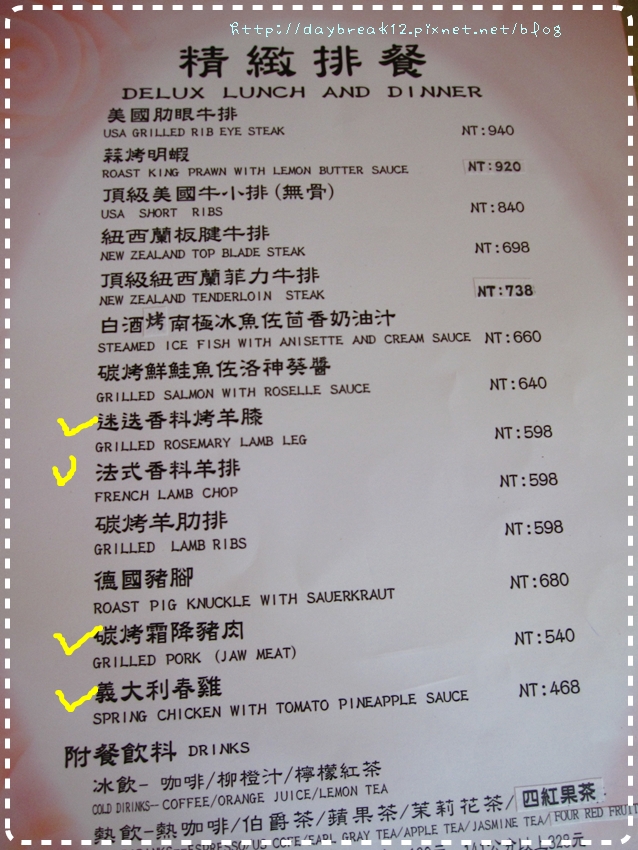 http://daybreak12.pixnet.net/blog
精緻排餐
DELUX LUNCH AND DINNER
美國肋眼牛排
USA GRILLED RIB EYE STEAK NT:940
蒜烤明蝦
ROAST KING PRAWN WITH LEMON BUTTER SAUCE NT:920
頂級美國牛小排(無骨)
USA SHORT RIBS NT:840
紐西蘭板腱牛排
NEW ZEALAND TOP BLADE STEAK NT:698
頂級紐西蘭菲力牛排
NEW ZEALAND TENDERLOIN STEAK NT:738
白酒烤南極冰魚佐茴香奶油汁
STEAMED ICE FISH WITH ANISETTE AND CREAM SAUCE NT:660
碳烤鮮鮭魚佐洛神葵醬
GRILLED SALMON WITH ROSELLE SAUCE NT:640
迷迭香料烤羊膝
GRILLED ROSEMARY LAMB LEG NT:598
法式香料羊排
FRENCH LAMB CHOP NT:598
碳烤羊肋排
GRILLED LAMB RIBS NT:598
德國豬腳
ROAST PIG KNUCKLE WITH SAUERKRAUT NT:680
碳烤霜降豬肉
GRILLED PORK (JAW MEAT) NT:540
義大利春雞
SPRING CHICKEN WITH TOMATO PINEAPPLE SAUCE NT:468
附餐飲料 DRINKS
冰飲- 咖啡/柳橙汁/檸檬紅茶
COLD DRINKS-- COFFEE/ORANGE JUICE/LEMON TEA
熱飲-熱咖啡/伯爵茶/蘋果茶/茉莉花茶/四紅果茶
EARL GRAY TEA/APPLE TEA/JASMINE TEA/FOUR RED FRUIT